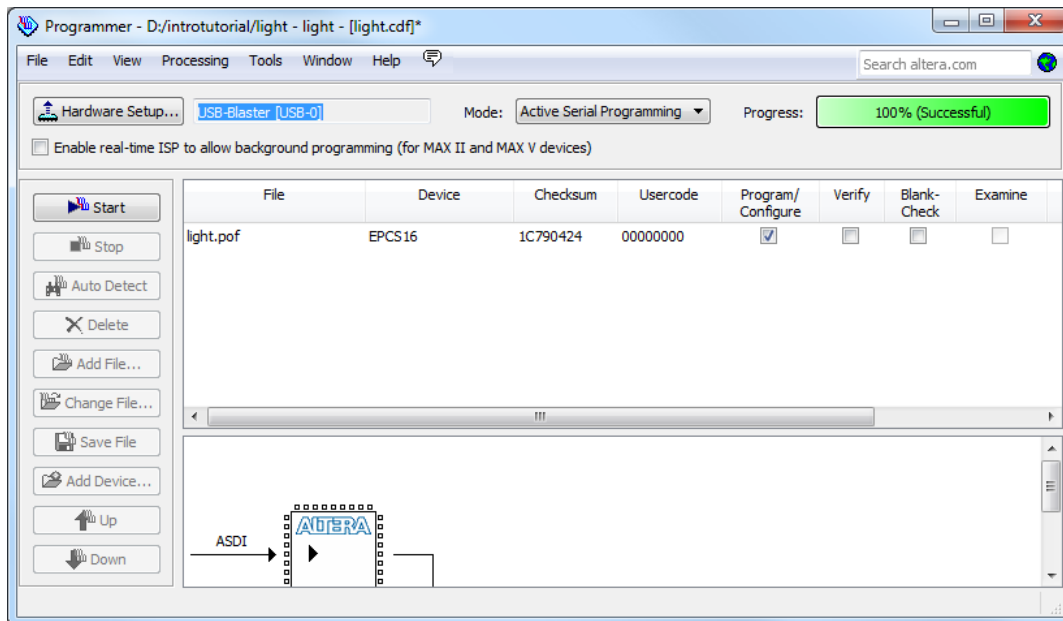 Programmer - D:/introtutorial/light - light - [light.cdf]*
File Edit View Processing Tools Window Help Search altera.com
Hardware Setup... USB-Blaster [USB-0] Mode: Active Serial Programming Progress: 100% (Successful)
Enable real-time ISP to allow background programming (for MAX II and MAX V devices)
File Device Checksum Usercode Program/ Verify Blank- Examine
Configure Check
light.pof EPCS16 1C790424 00000000
Start
Stop
Auto Detect
Delete
Add File...
Change File...
Save File
Add Device...
Up
Down
ALTERA
ASDI